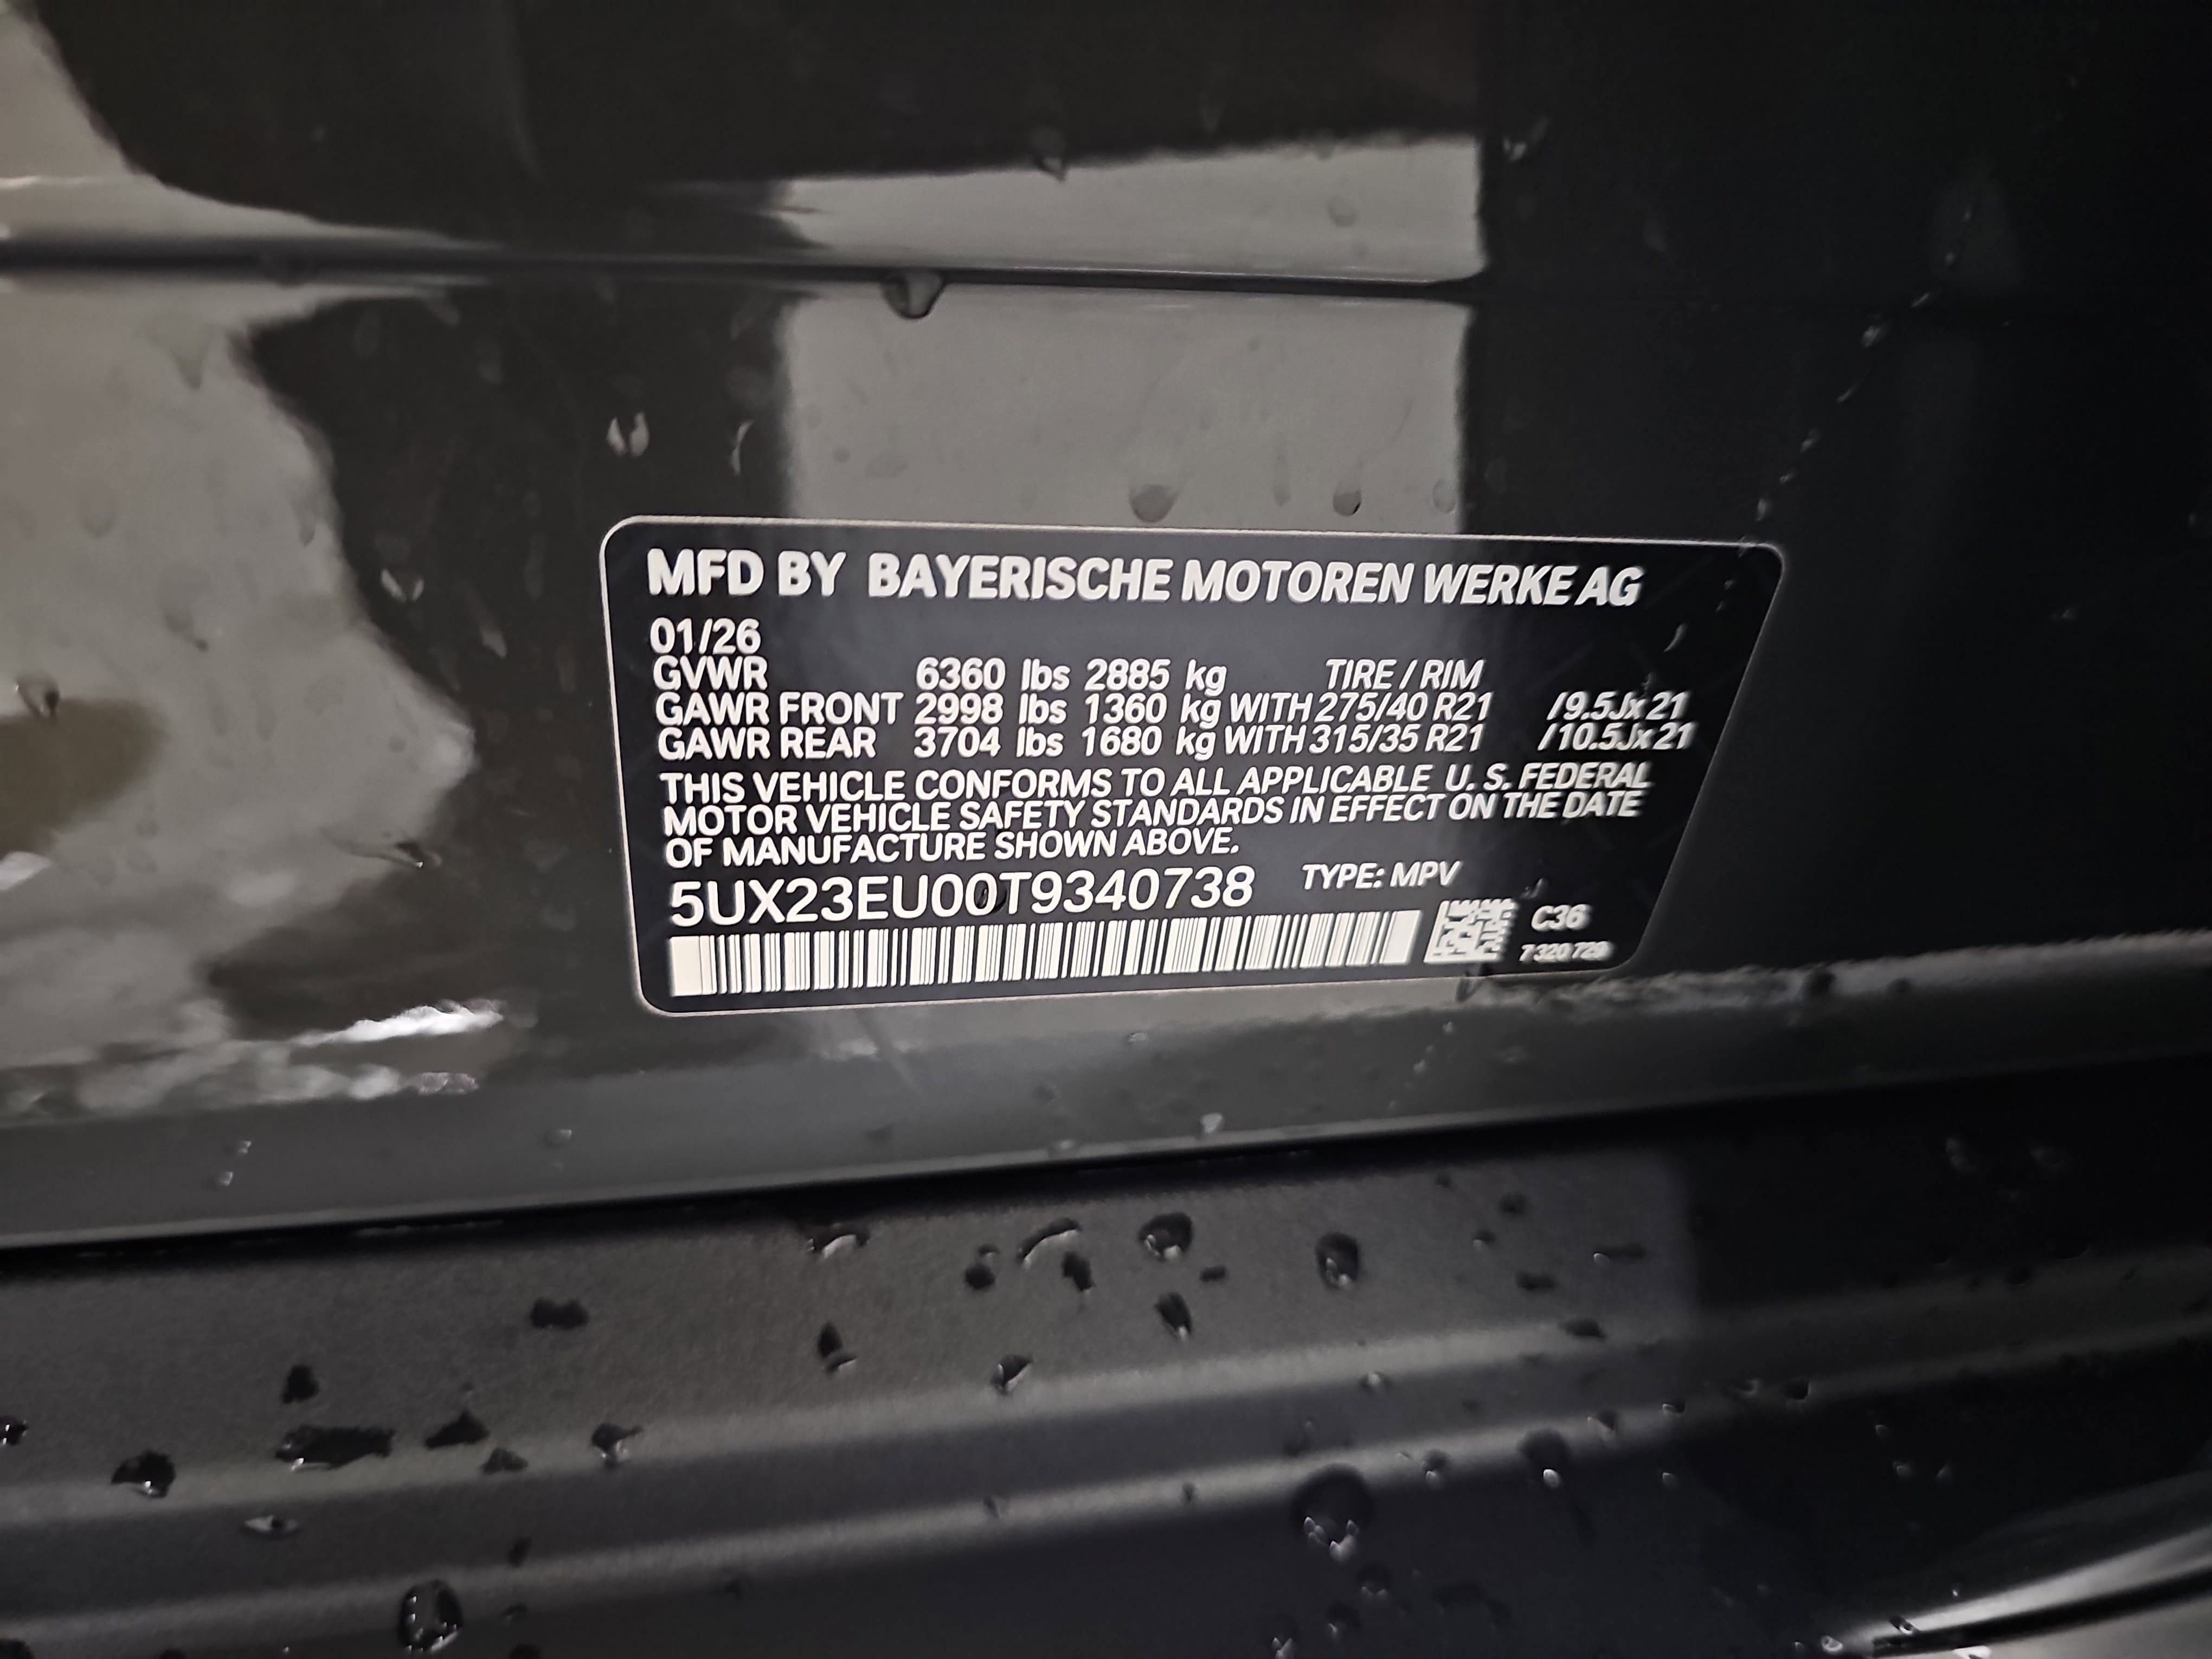 MFD BY BAYERISCHE MOTOREN WERKE AG
01/26
GVWR 6360 lbs 2885 kg TIRE / RIM
GAWR FRONT 2998 lbs 1360 kg WITH 275/40 R21 /9.5Jx21
GAWR REAR 3704 lbs 1680 kg WITH 315/35 R21 /10.5Jx21
THIS VEHICLE CONFORMS TO ALL APPLICABLE U. S. FEDERAL
MOTOR VEHICLE SAFETY STANDARDS IN EFFECT ON THE DATE
OF MANUFACTURE SHOWN ABOVE.
5UX23EU00T9340738 TYPE: MPV
C36
7 320 729